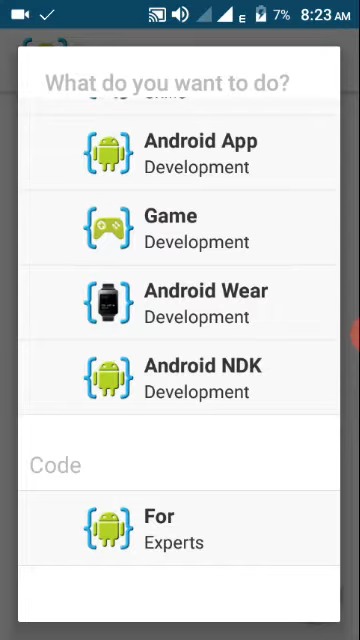 E 7% 8:23 AM
What do you want to do?
Game
Android App
Development
Game
Development
Android Wear
Development
Android NDK
Development
Code
For
Experts